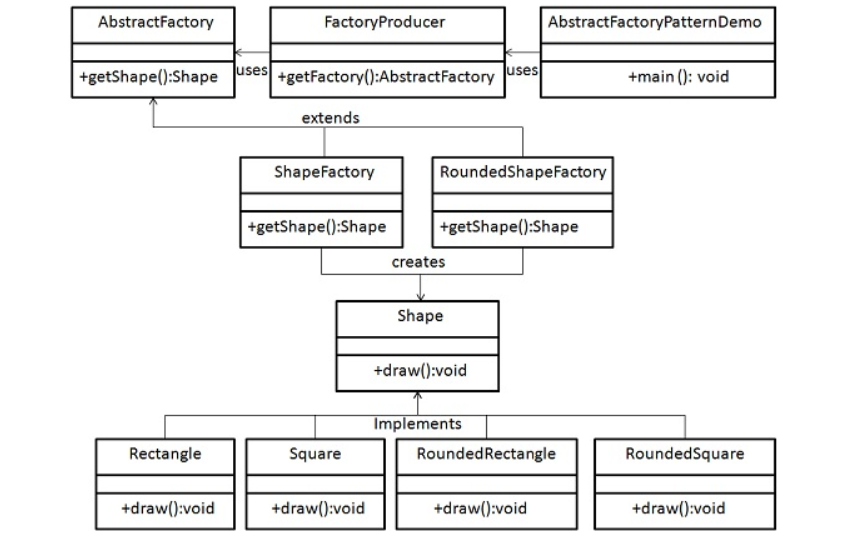 AbstractFactory
FactoryProducer
AbstractFactoryPatternDemo
+getShape():Shape
uses
+getFactory():AbstractFactory
uses
+main (): void
extends
ShapeFactory
RoundedShapeFactory
+getShape():Shape
+getShape():Shape
creates
Shape
+draw():void
Implements
Rectangle
Square
RoundedRectangle
RoundedSquare
+draw():void
+draw():void
+draw():void
+draw():void